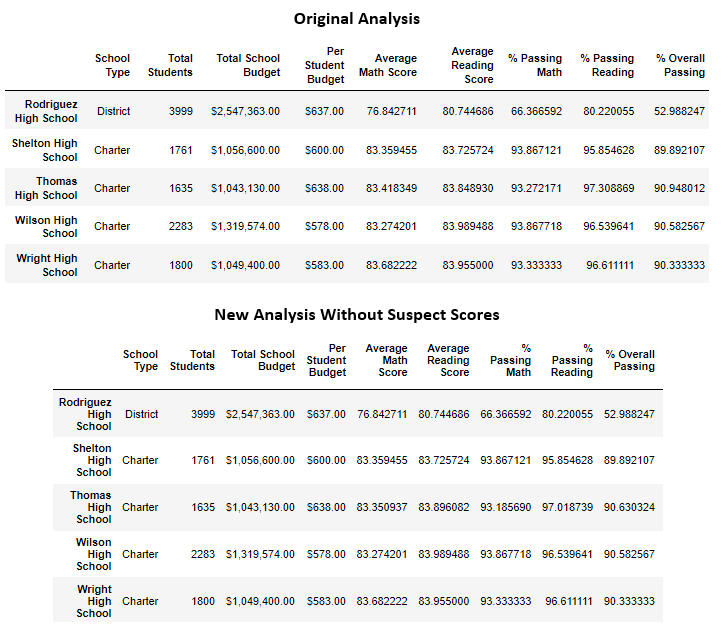 Original Analysis
School Type Total Students Total School Budget Per Student Budget Average Math Score Average Reading Score % Passing Math % Passing Reading % Overall Passing
Rodriguez High School District 3999 $2,547,363.00 $637.00 76.842711 80.744686 66.366592 80.220055 52.988247
Shelton High School Charter 1761 $1,056,600.00 $600.00 83.359455 83.725724 93.867121 95.854628 89.892107
Thomas High School Charter 1635 $1,043,130.00 $638.00 83.418349 83.848930 93.272171 97.308869 90.948012
Wilson High School Charter 2283 $1,319,574.00 $578.00 83.274201 83.989488 93.867718 96.539641 90.582567
Wright High School Charter 1800 $1,049,400.00 $583.00 83.682222 83.955000 93.333333 96.611111 90.333333
New Analysis Without Suspect Scores
School Type Total Students Total School Budget Per Student Budget Average Math Score Average Reading Score % Passing Math % Passing Reading % Overall Passing
Rodriguez High School District 3999 $2,547,363.00 $637.00 76.842711 80.744686 66.366592 80.220055 52.988247
Shelton High School Charter 1761 $1,056,600.00 $600.00 83.359455 83.725724 93.867121 95.854628 89.892107
Thomas High School Charter 1635 $1,043,130.00 $638.00 83.350937 83.896082 93.185690 97.018739 90.630324
Wilson High School Charter 2283 $1,319,574.00 $578.00 83.274201 83.989488 93.867718 96.539641 90.582567
Wright High School Charter 1800 $1,049,400.00 $583.00 83.682222 83.955000 93.333333 96.611111 90.333333